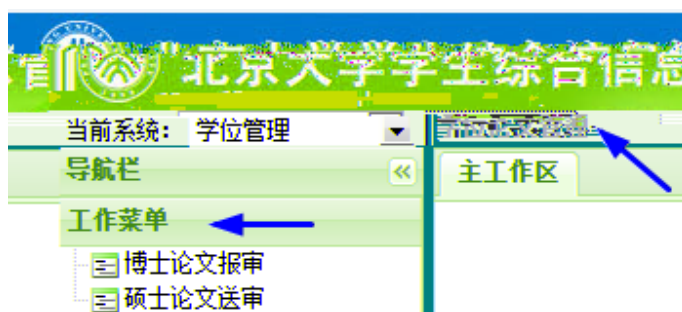 北京大学学生综合信息
当前系统： 学位管理
导航栏
主工作区
工作菜单
博士论文报审
硕士论文送审